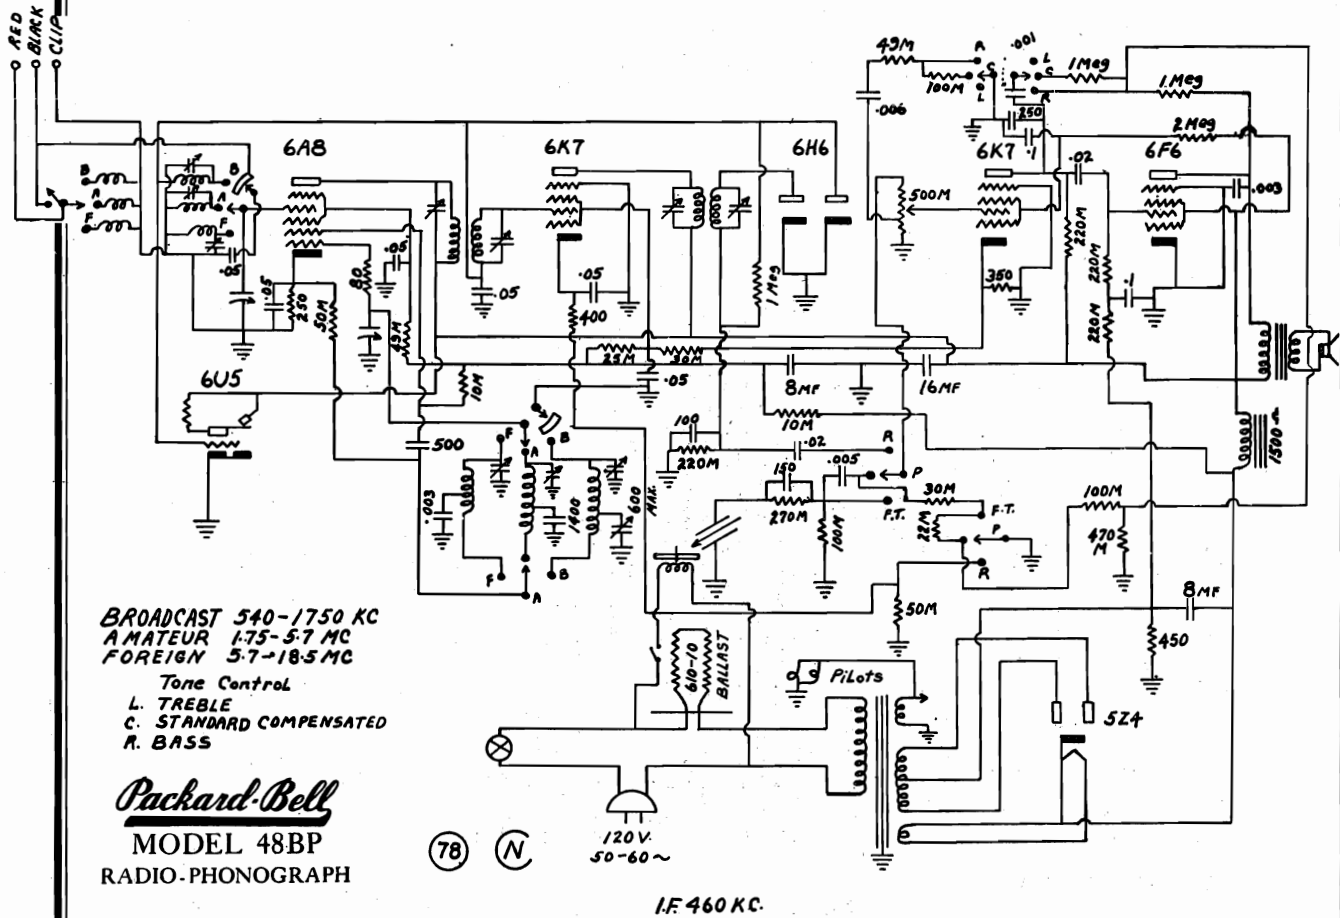 RED
BLACK
CLIP
49M
R
.001
L
C
C
1 Meg
100M
L
R
1. Meg
.006
250
2 Meg
.1
6A8
6K7
6H6
6K7
.02
6F6
B
B
A
A
F
F
500M
.003
220M
.05
.05
80
.05
.05
.05
250
50M
49M
400
1 Meg
350
220M
.1
220M
25M
30M
6U5
10M
.05
8MF
16MF
100
10M
.02
R
1500~
500
F
B
A
220M
.003
1400
600
MAX.
150
.005
P
270M
F.T.
30M
100M
22M
F.T.
P
R
100M
470
M
F
B
A
50M
8MF
450
BROADCAST 540-1750 KC
AMATEUR 1.75-5.7 MC
FOREIGN 5.7-18.5 MC
Tone Control
L. TREBLE
C. STANDARD COMPENSATED
R. BASS
610-10
BALLAST
PiLots
5Z4
Packard-Bell
MODEL 48BP
RADIO-PHONOGRAPH
78
N
120V.
50-60~
I.F. 460 KC.